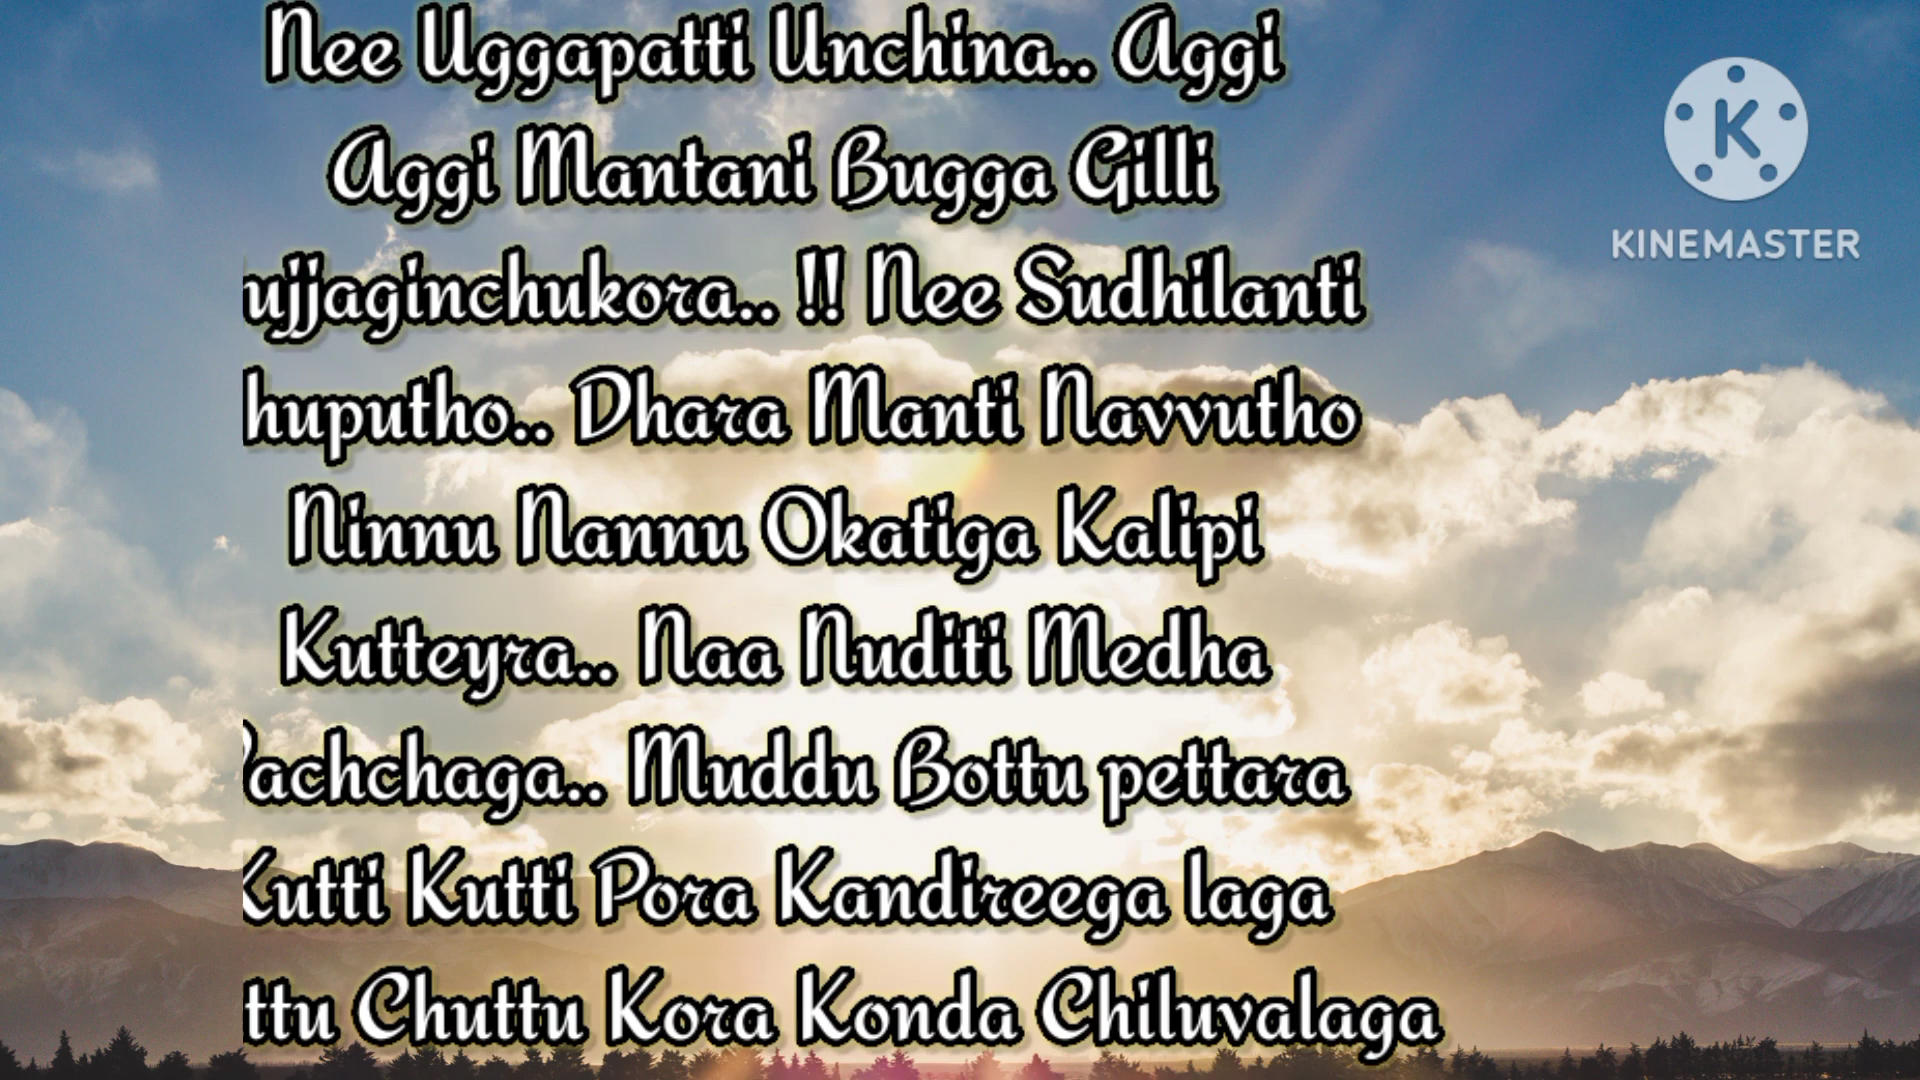 Nee Uggapatti Unchina.. Aggi
Aggi Mantani Bugga Gilli
ujjaginchukora.. !! Nee Sudhilanti
huputho.. Dhara Manti Navvutho
Ninnu Nannu Okatiga Kalipi
Kutteyra.. Naa Nuditi Medha
achchaga.. Muddu Bottu pettara
Kutti Kutti Pora Kandireega laga
ttu Chuttu Kora Konda Chiluvalaga
K
KINEMASTER